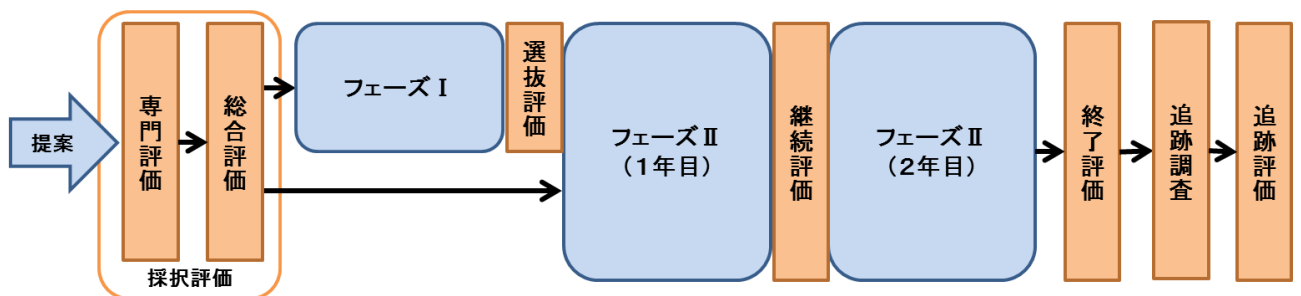 提案
専門評価
総合評価
採択評価
フェーズⅠ
選抜評価
フェーズⅡ
(1年目)
継続評価
フェーズⅡ
(2年目)
終了評価
追跡調査
追跡評価